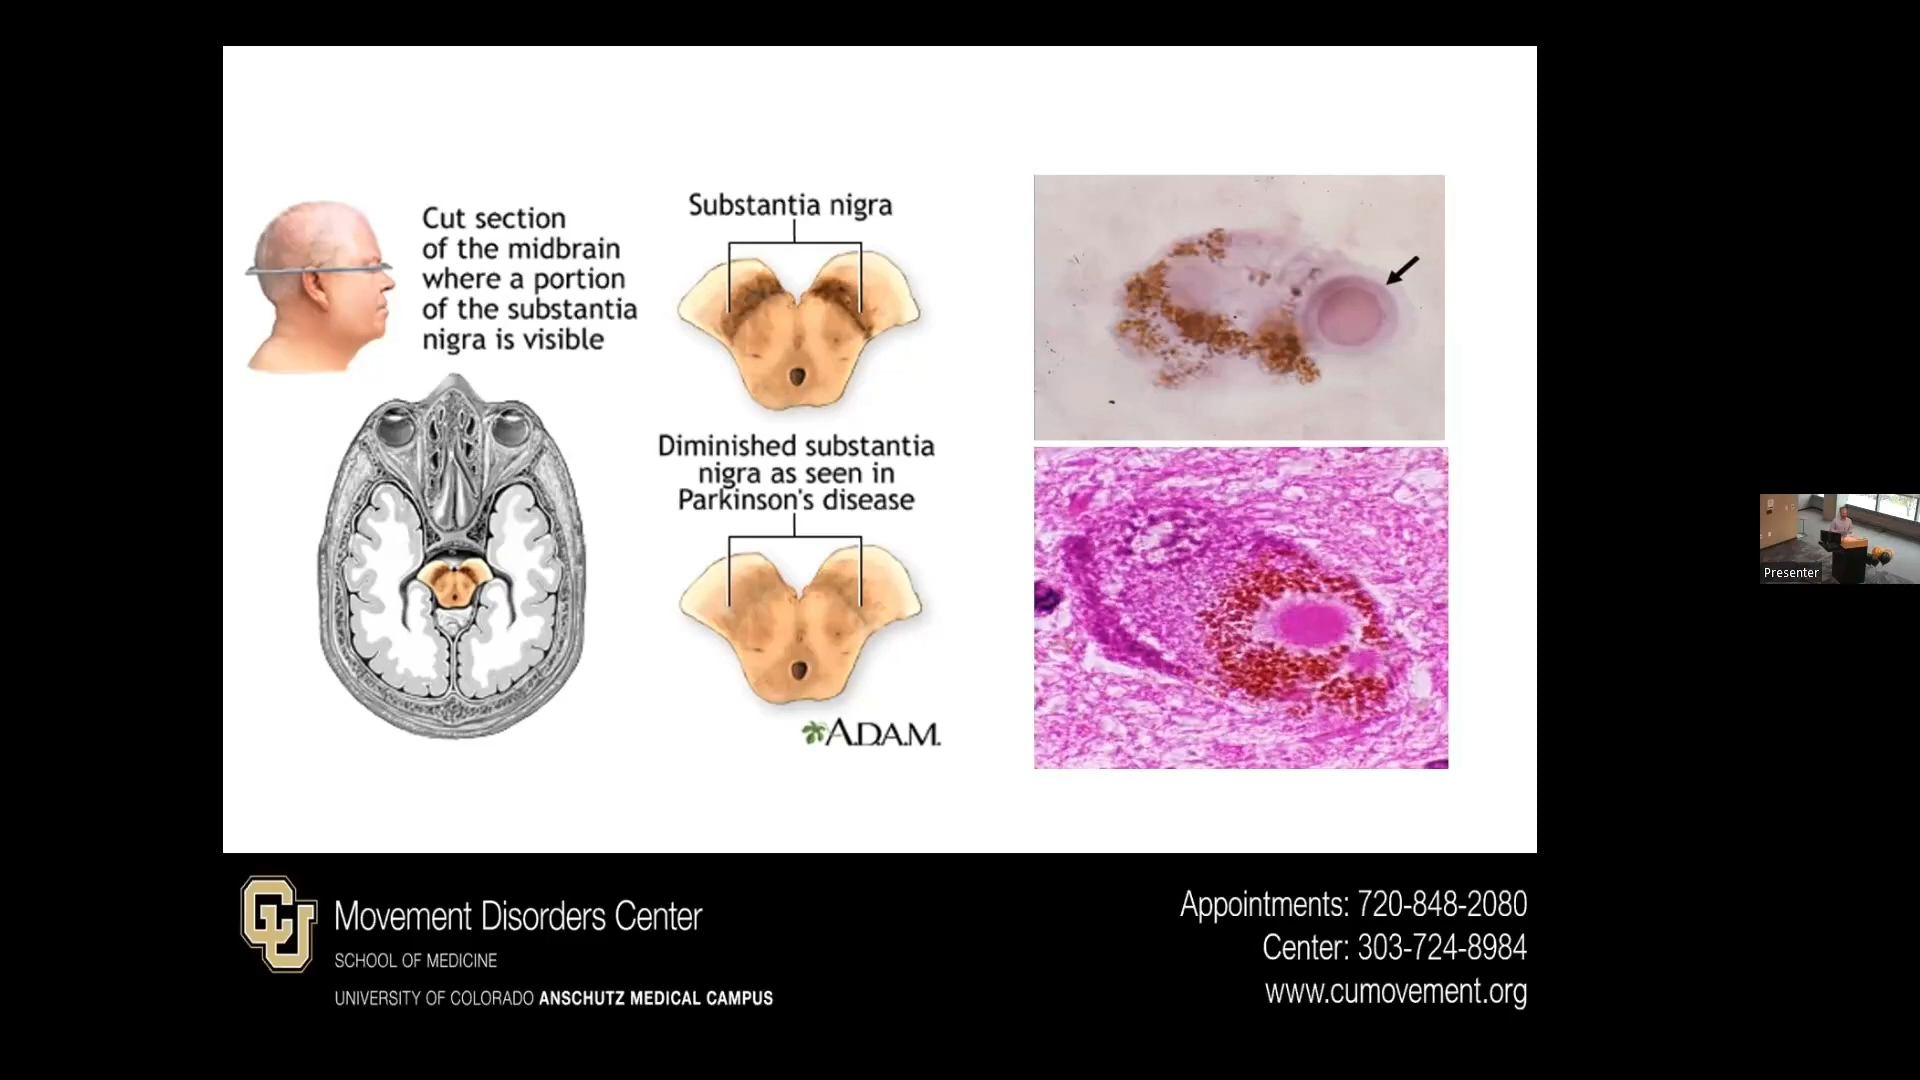 Cut section
of the midbrain
where a portion
of the substantia
nigra is visible
Substantia nigra
Diminished substantia
nigra as seen in
Parkinson's disease
A.D.A.M.
Presenter
CU
Movement Disorders Center
SCHOOL OF MEDICINE
UNIVERSITY OF COLORADO ANSCHUTZ MEDICAL CAMPUS
Appointments: 720-848-2080
Center: 303-724-8984
www.cumovement.org